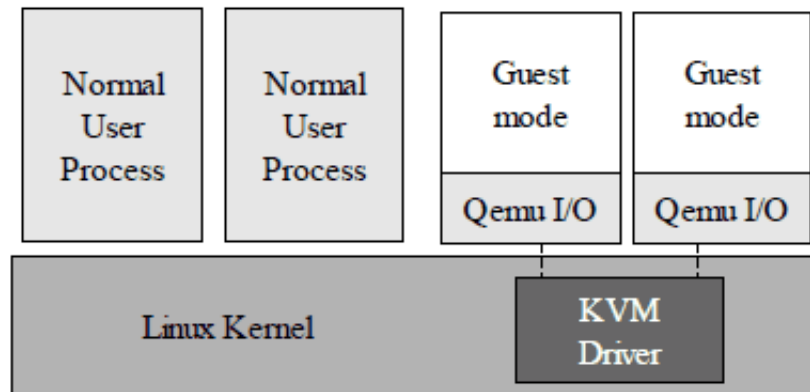 Normal
User
Process
Normal
User
Process
Guest
mode
Qemu I/O
Guest
mode
Qemu I/O
Linux Kernel
KVM
Driver